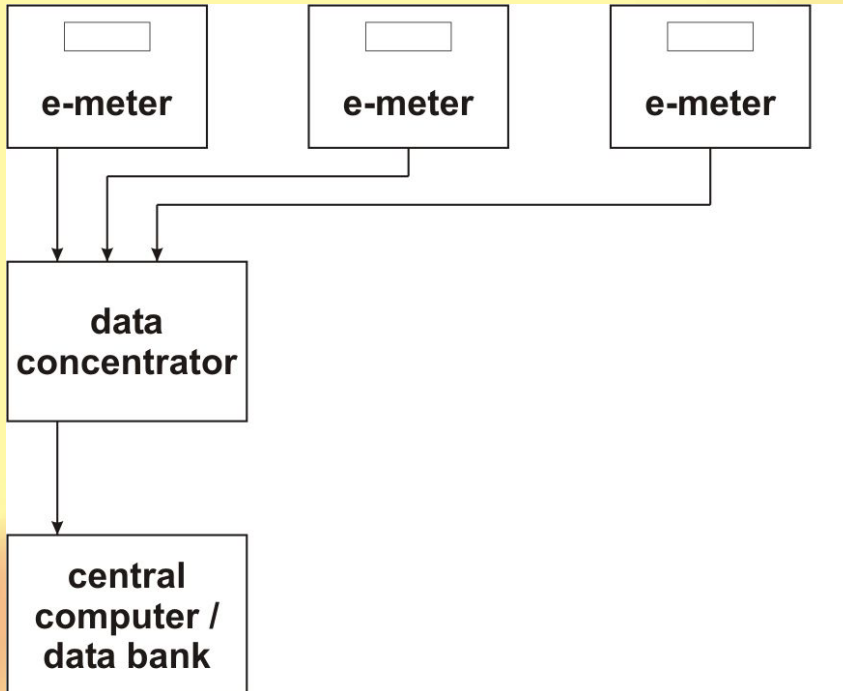 e-meter
e-meter
e-meter
data
concentrator
central
computer /
data bank